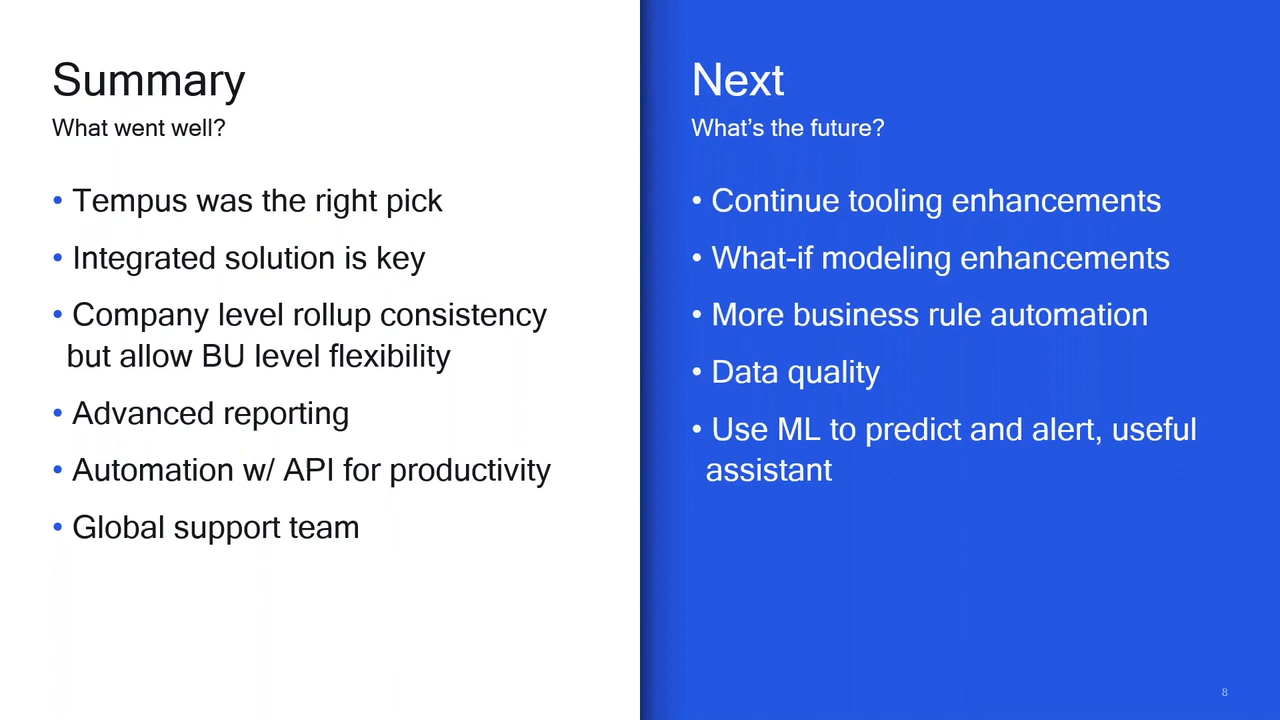 Summary
What went well?
• Tempus was the right pick
• Integrated solution is key
• Company level rollup consistency
but allow BU level flexibility
• Advanced reporting
• Automation w/ API for productivity
• Global support team
Next
What’s the future?
• Continue tooling enhancements
• What-if modeling enhancements
• More business rule automation
• Data quality
• Use ML to predict and alert, useful
assistant
8